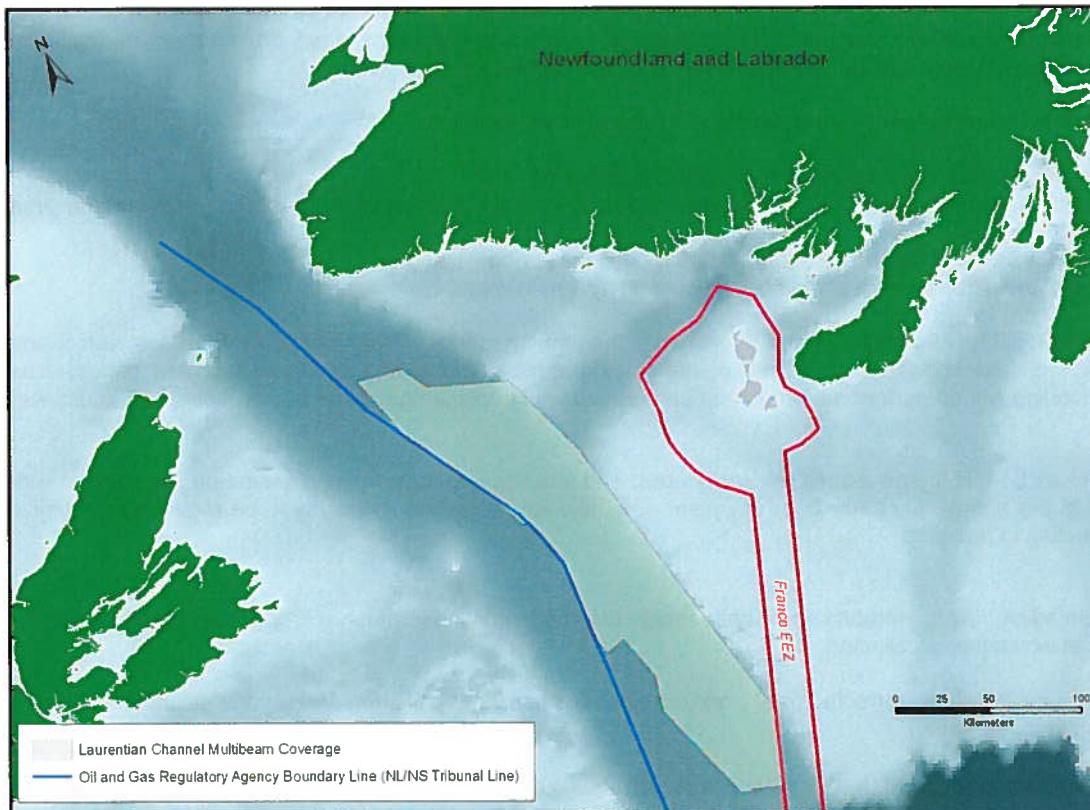 N
Newfoundland and Labrador
France EEZ
0 25 50 100
Kilometers
Laurentian Channel Multibeam Coverage
Oil and Gas Regulatory Agency Boundary Line (NL/NS Tribunal Line)